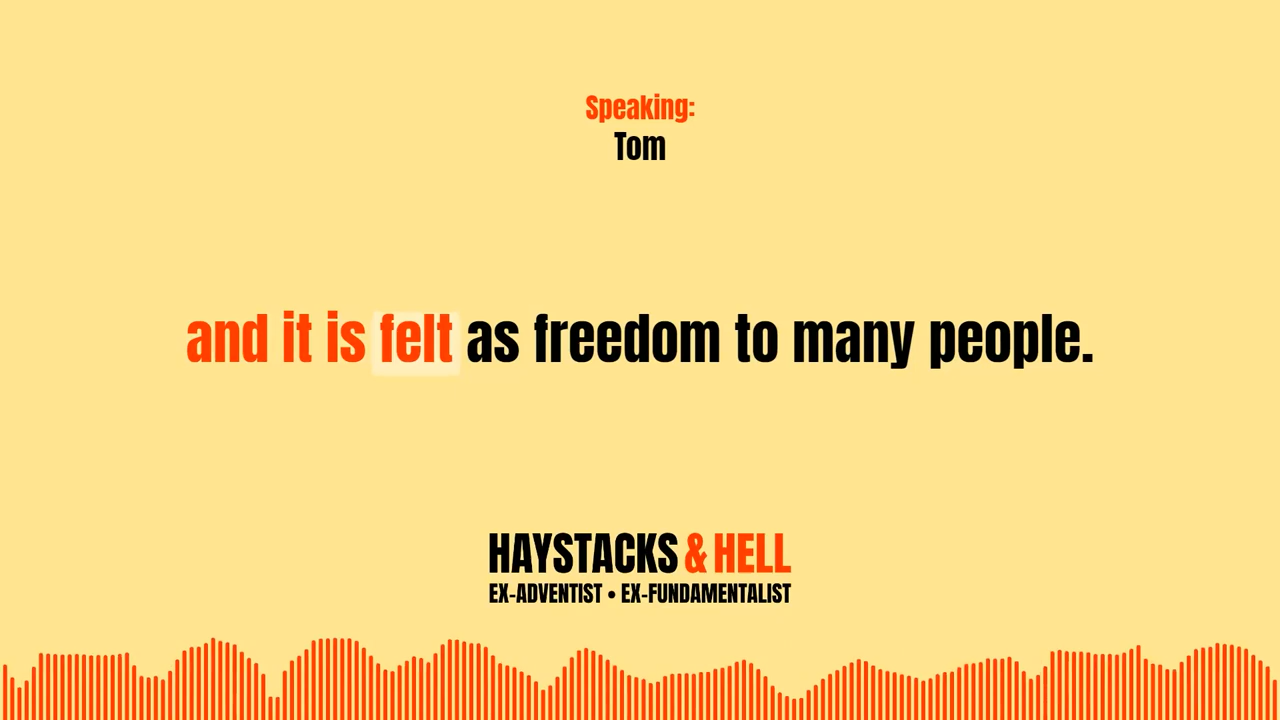 Speaking:
Tom
and it is felt as freedom to many people.
HAYSTACKS & HELL
EX-ADVENTIST • EX-FUNDAMENTALIST